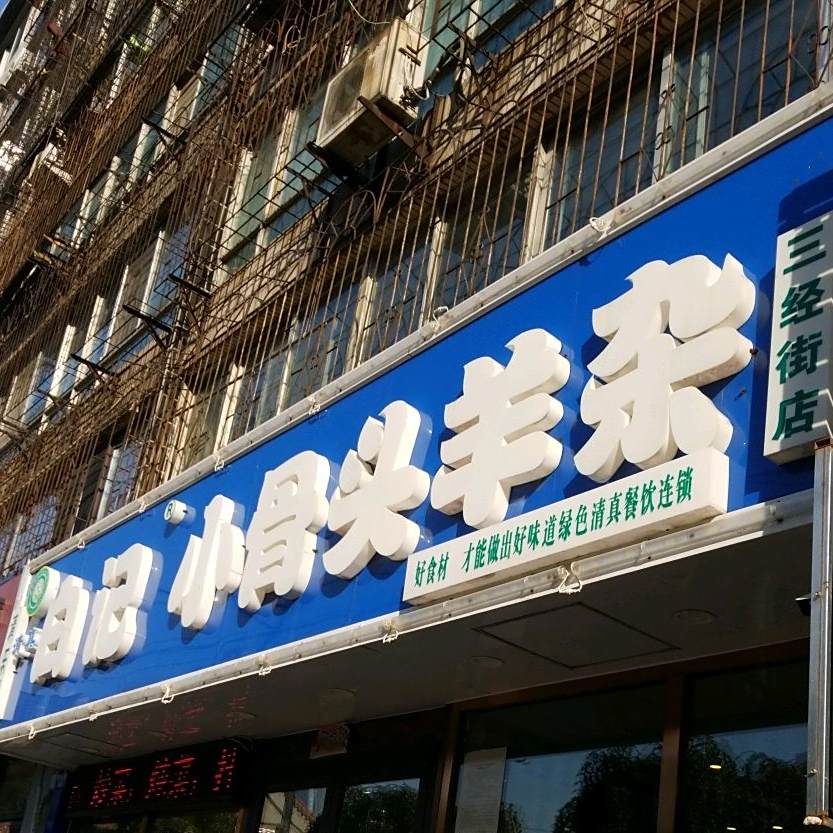 白记 小骨头羊杂
好食材 才能做出好味道绿色清真餐饮连锁
三经街店